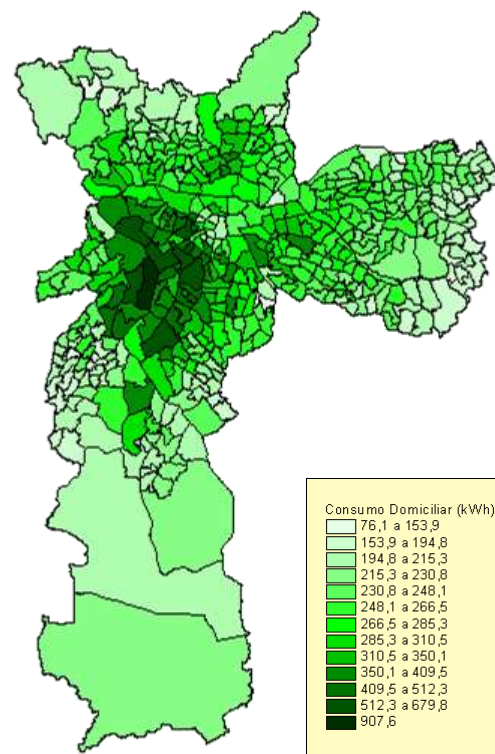 Consumo Domiciliar (kWh)
76,1 a 153,9
153,9 a 194,8
194,8 a 215,3
215,3 a 230,8
230,8 a 248,1
248,1 a 266,5
266,5 a 285,3
285,3 a 310,5
310,5 a 350,1
350,1 a 409,5
409,5 a 512,3
512,3 a 679,8
907,6